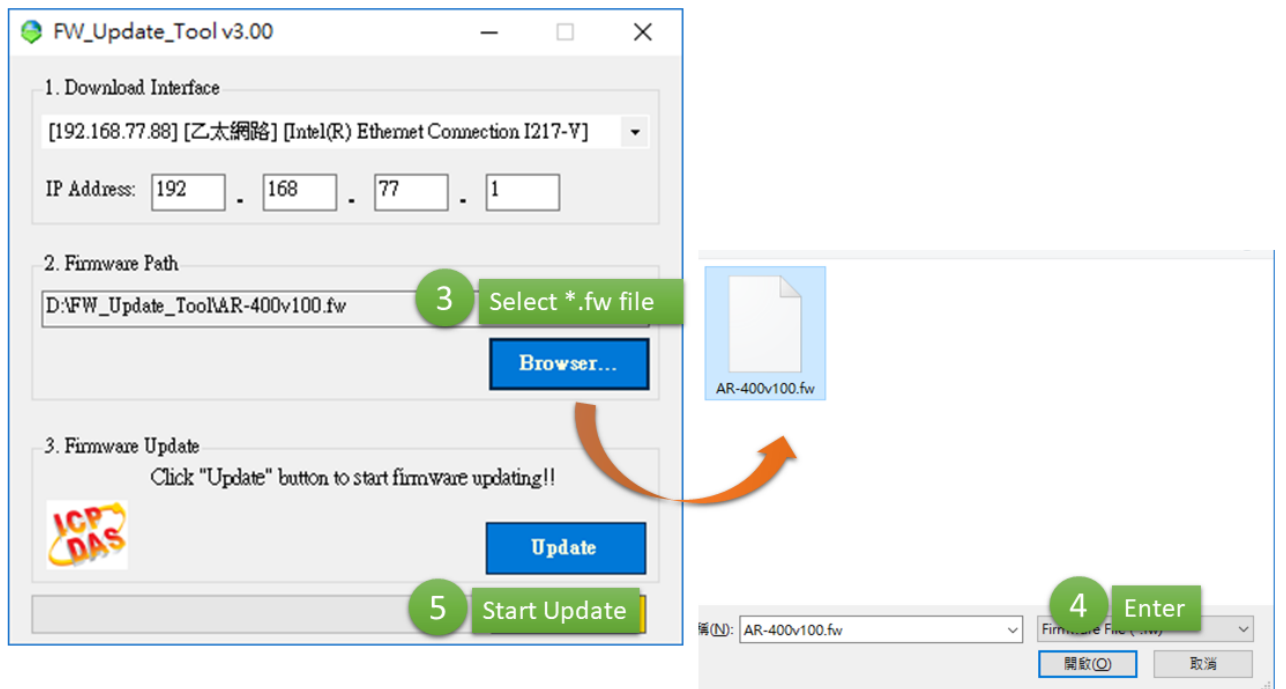 FW_Update_Tool v3.00
1. Download Interface
[192.168.77.88] [乙太網路] [Intel(R) Ethernet Connection I217-V]
IP Address: 192 . 168 . 77 . 1
2. Firmware Path
D:\FW_Update_Tool\AR-400v100.fw
3 Select *.fw file
Browser...
3. Firmware Update
Click "Update" button to start firmware updating!!
ICP
DAS
Update
5 Start Update
AR-400v100.fw
4 Enter
稱(N): AR-400v100.fw
開啟(O) 取消